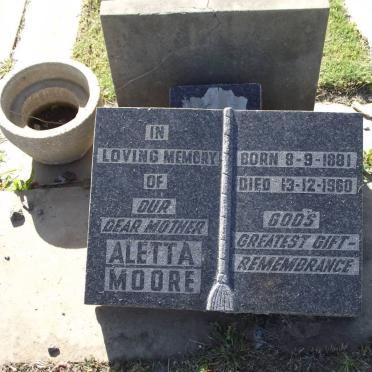 IN
LOVING MEMORY
OF
OUR
DEAR MOTHER
ALETTA
MOORE
BORN 8-9-1881
DIED 13-12-1960
GOD'S
GREATEST GIFT-
REMEMBRANCE